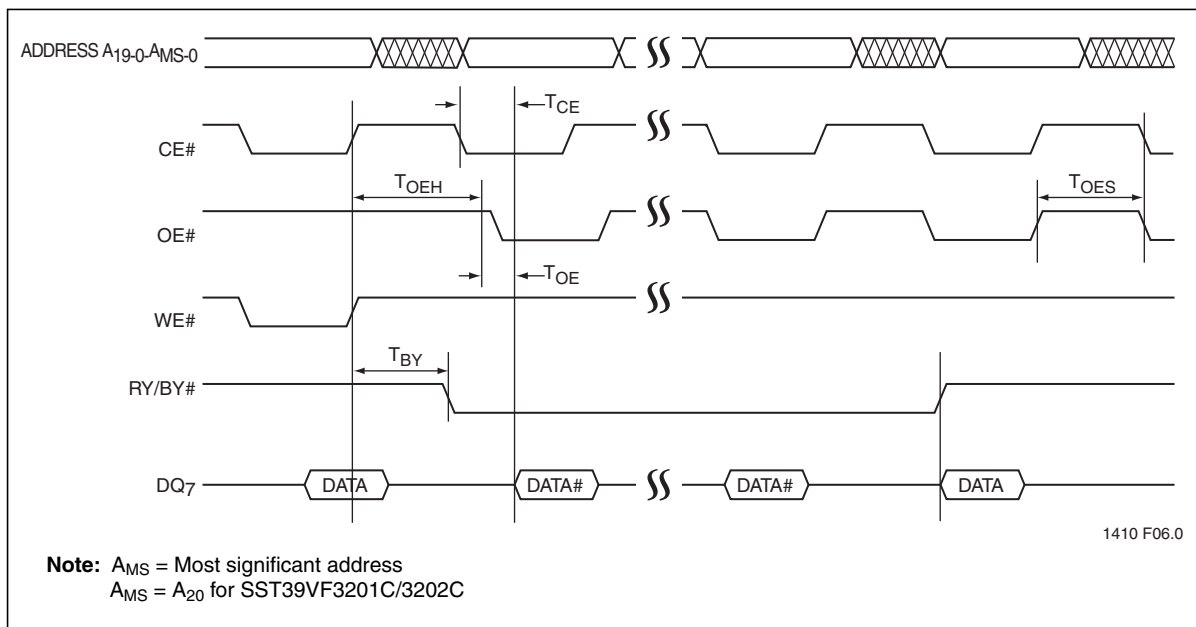 ADDRESS A19-0-AMS-0
TCE
CE#
TOEH
TOES
OE#
TOE
WE#
TBY
RY/BY#
DQ7 DATA DATA# DATA# DATA
1410 F06.0
Note: AMS = Most significant address
AMS = A20 for SST39VF3201C/3202C